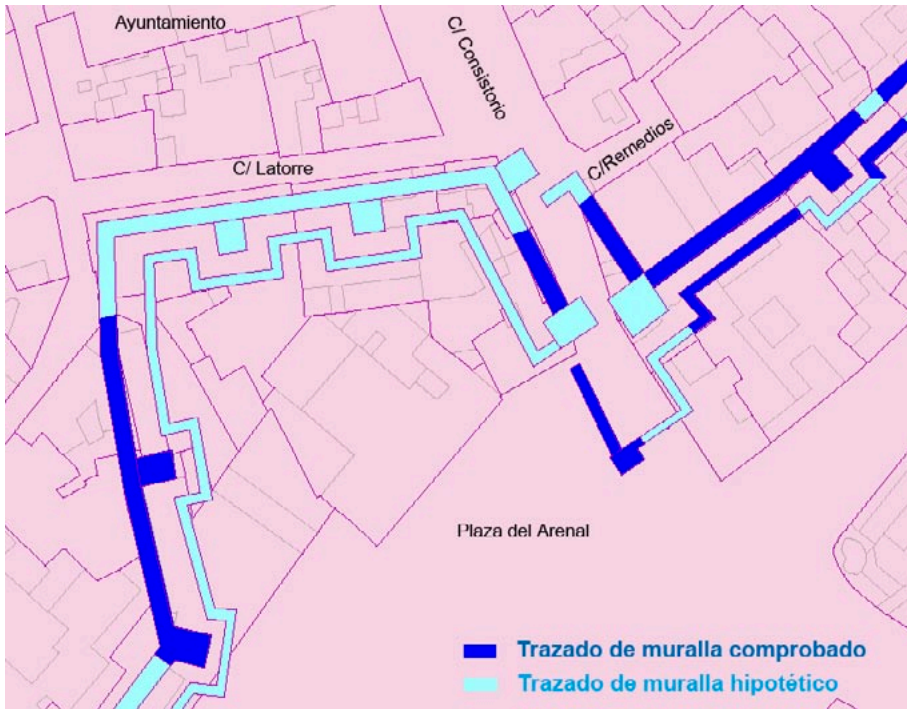 Ayuntamiento
C/ Consistorio
C/Remedios
C/ Latorre
Plaza del Arenal
Trazado de muralla comprobado
Trazado de muralla hipotético